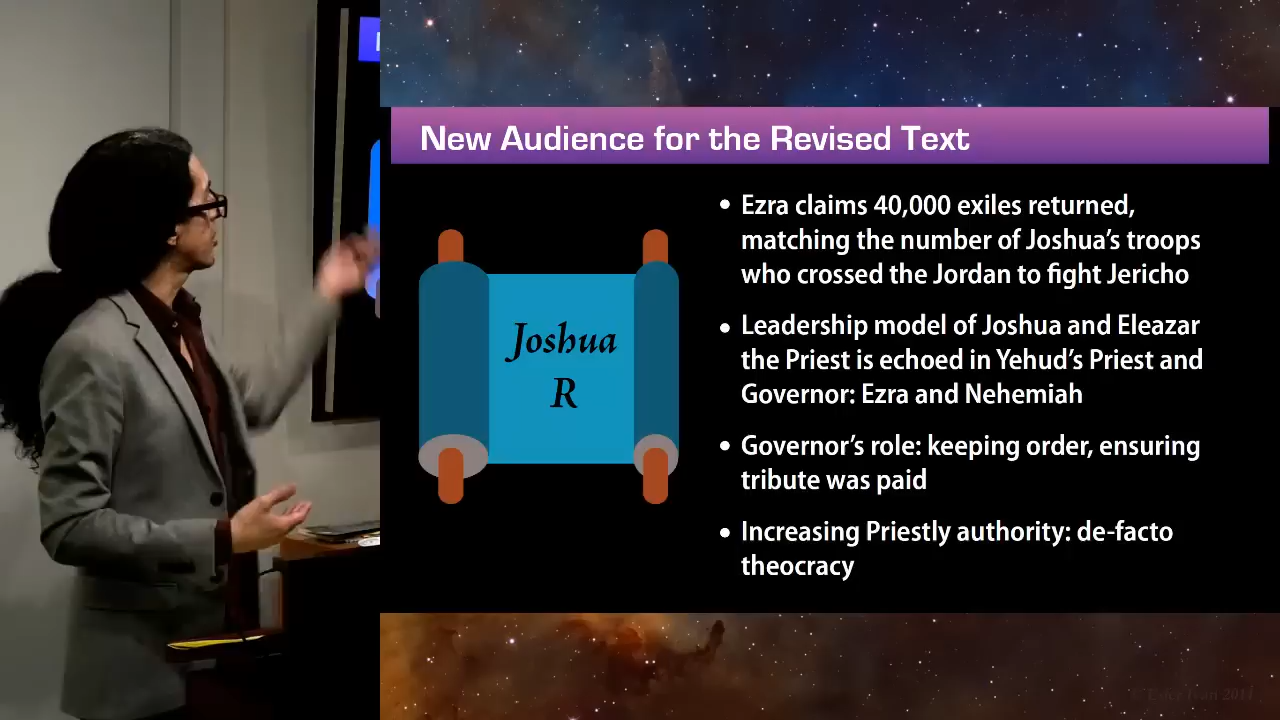 New Audience for the Revised Text
Joshua
R
• Ezra claims 40,000 exiles returned,
matching the number of Joshua's troops
who crossed the Jordan to fight Jericho
• Leadership model of Joshua and Eleazar
the Priest is echoed in Yehud's Priest and
Governor: Ezra and Nehemiah
• Governor's role: keeping order, ensuring
tribute was paid
• Increasing Priestly authority: de-facto
theocracy